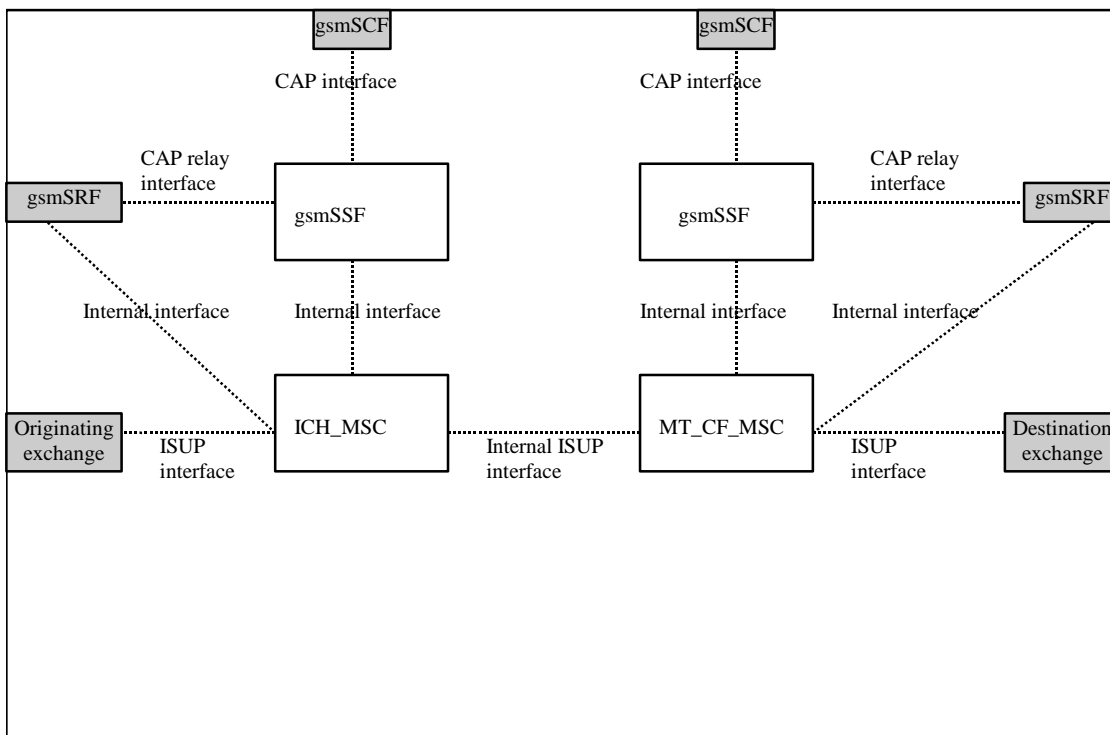 gsmSCF
gsmSCF
CAP interface
CAP interface
CAP relay
interface
CAP relay
interface
gsmSRF
gsmSSF
gsmSSF
gsmSRF
Internal interface
Internal interface
Internal interface
Internal interface
Originating
exchange
ISUP
interface
ICH_MSC
Internal ISUP
interface
MT_CF_MSC
ISUP
interface
Destination
exchange